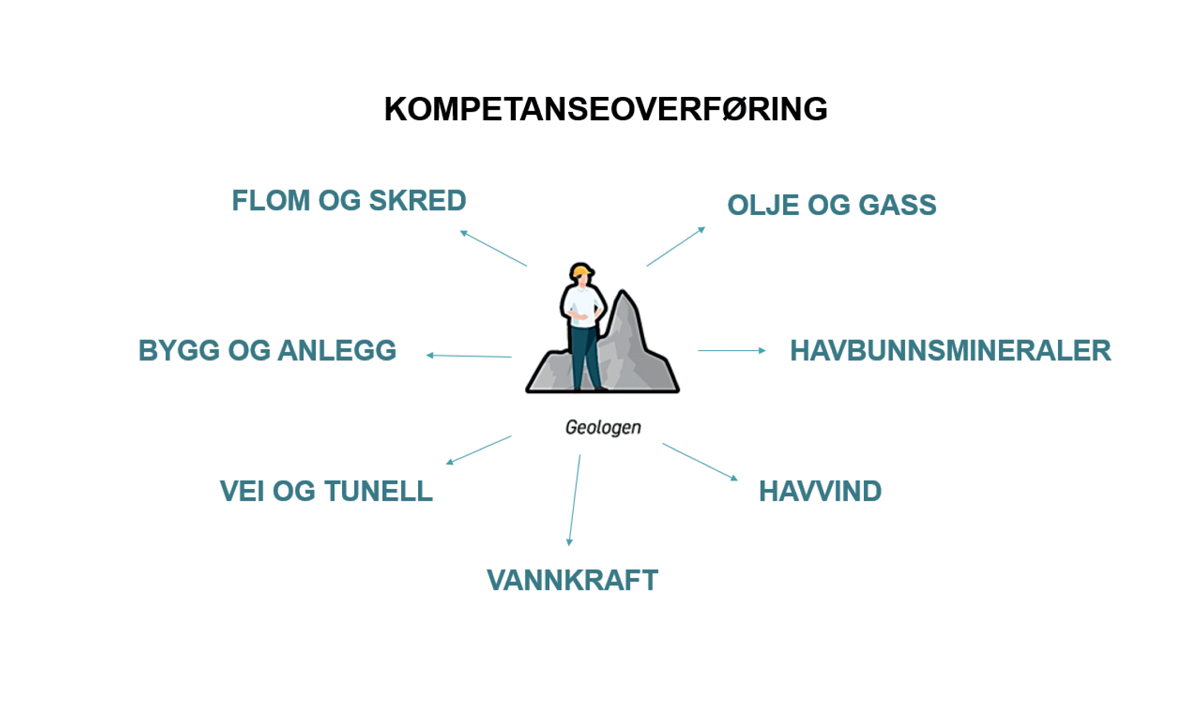 KOMPETANSEOVERFØRING
FLOM OG SKRED
OLJE OG GASS
BYGG OG ANLEGG
HAVBUNNSMINERALER
Geologen
VEI OG TUNELL
HAVVIND
VANNKRAFT